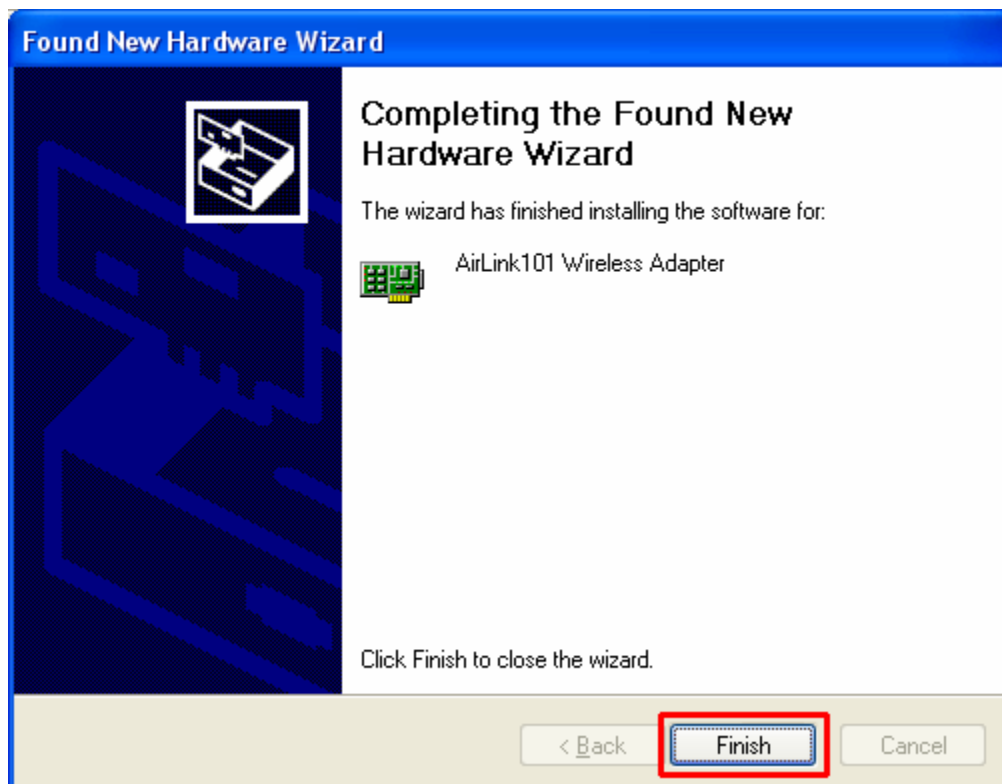 Found New Hardware Wizard
Completing the Found New
Hardware Wizard
The wizard has finished installing the software for:
AirLink101 Wireless Adapter
Click Finish to close the wizard.
< Back
Finish
Cancel